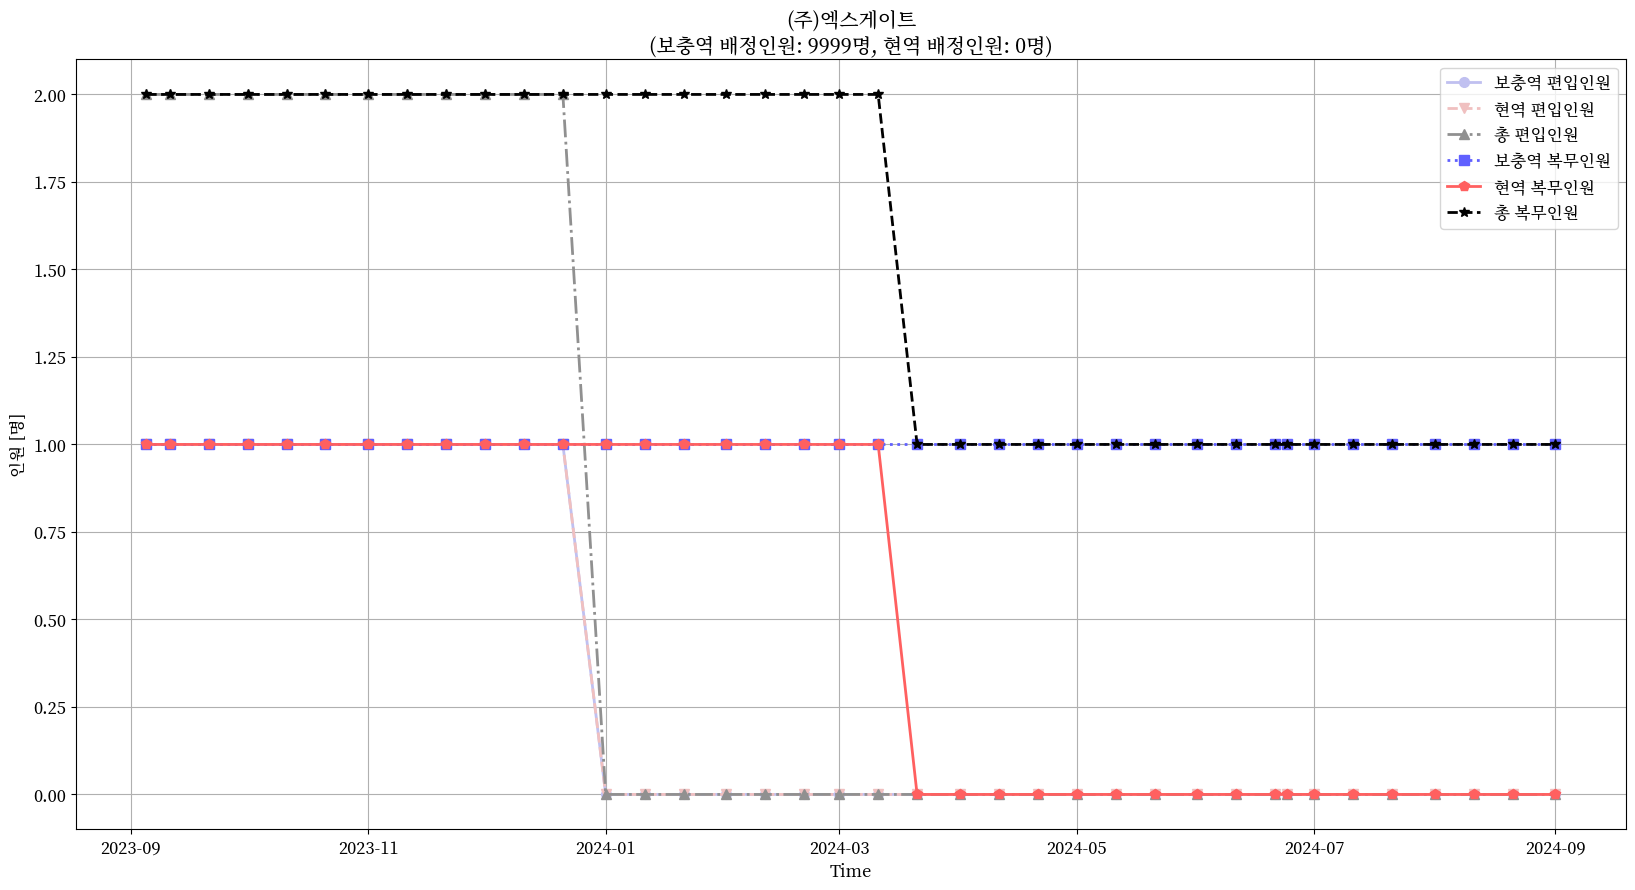 (주)엑스게이트
(보충역 배정인원: 9999명, 현역 배정인원: 0명)
보충역 편입인원
현역 편입인원
총 편입인원
보충역 복무인원
현역 복무인원
총 복무인원
인원 [명]
2.00
1.75
1.50
1.25
1.00
0.75
0.50
0.25
0.00
2023-09 2023-11 2024-01 2024-03 2024-05 2024-07 2024-09
Time